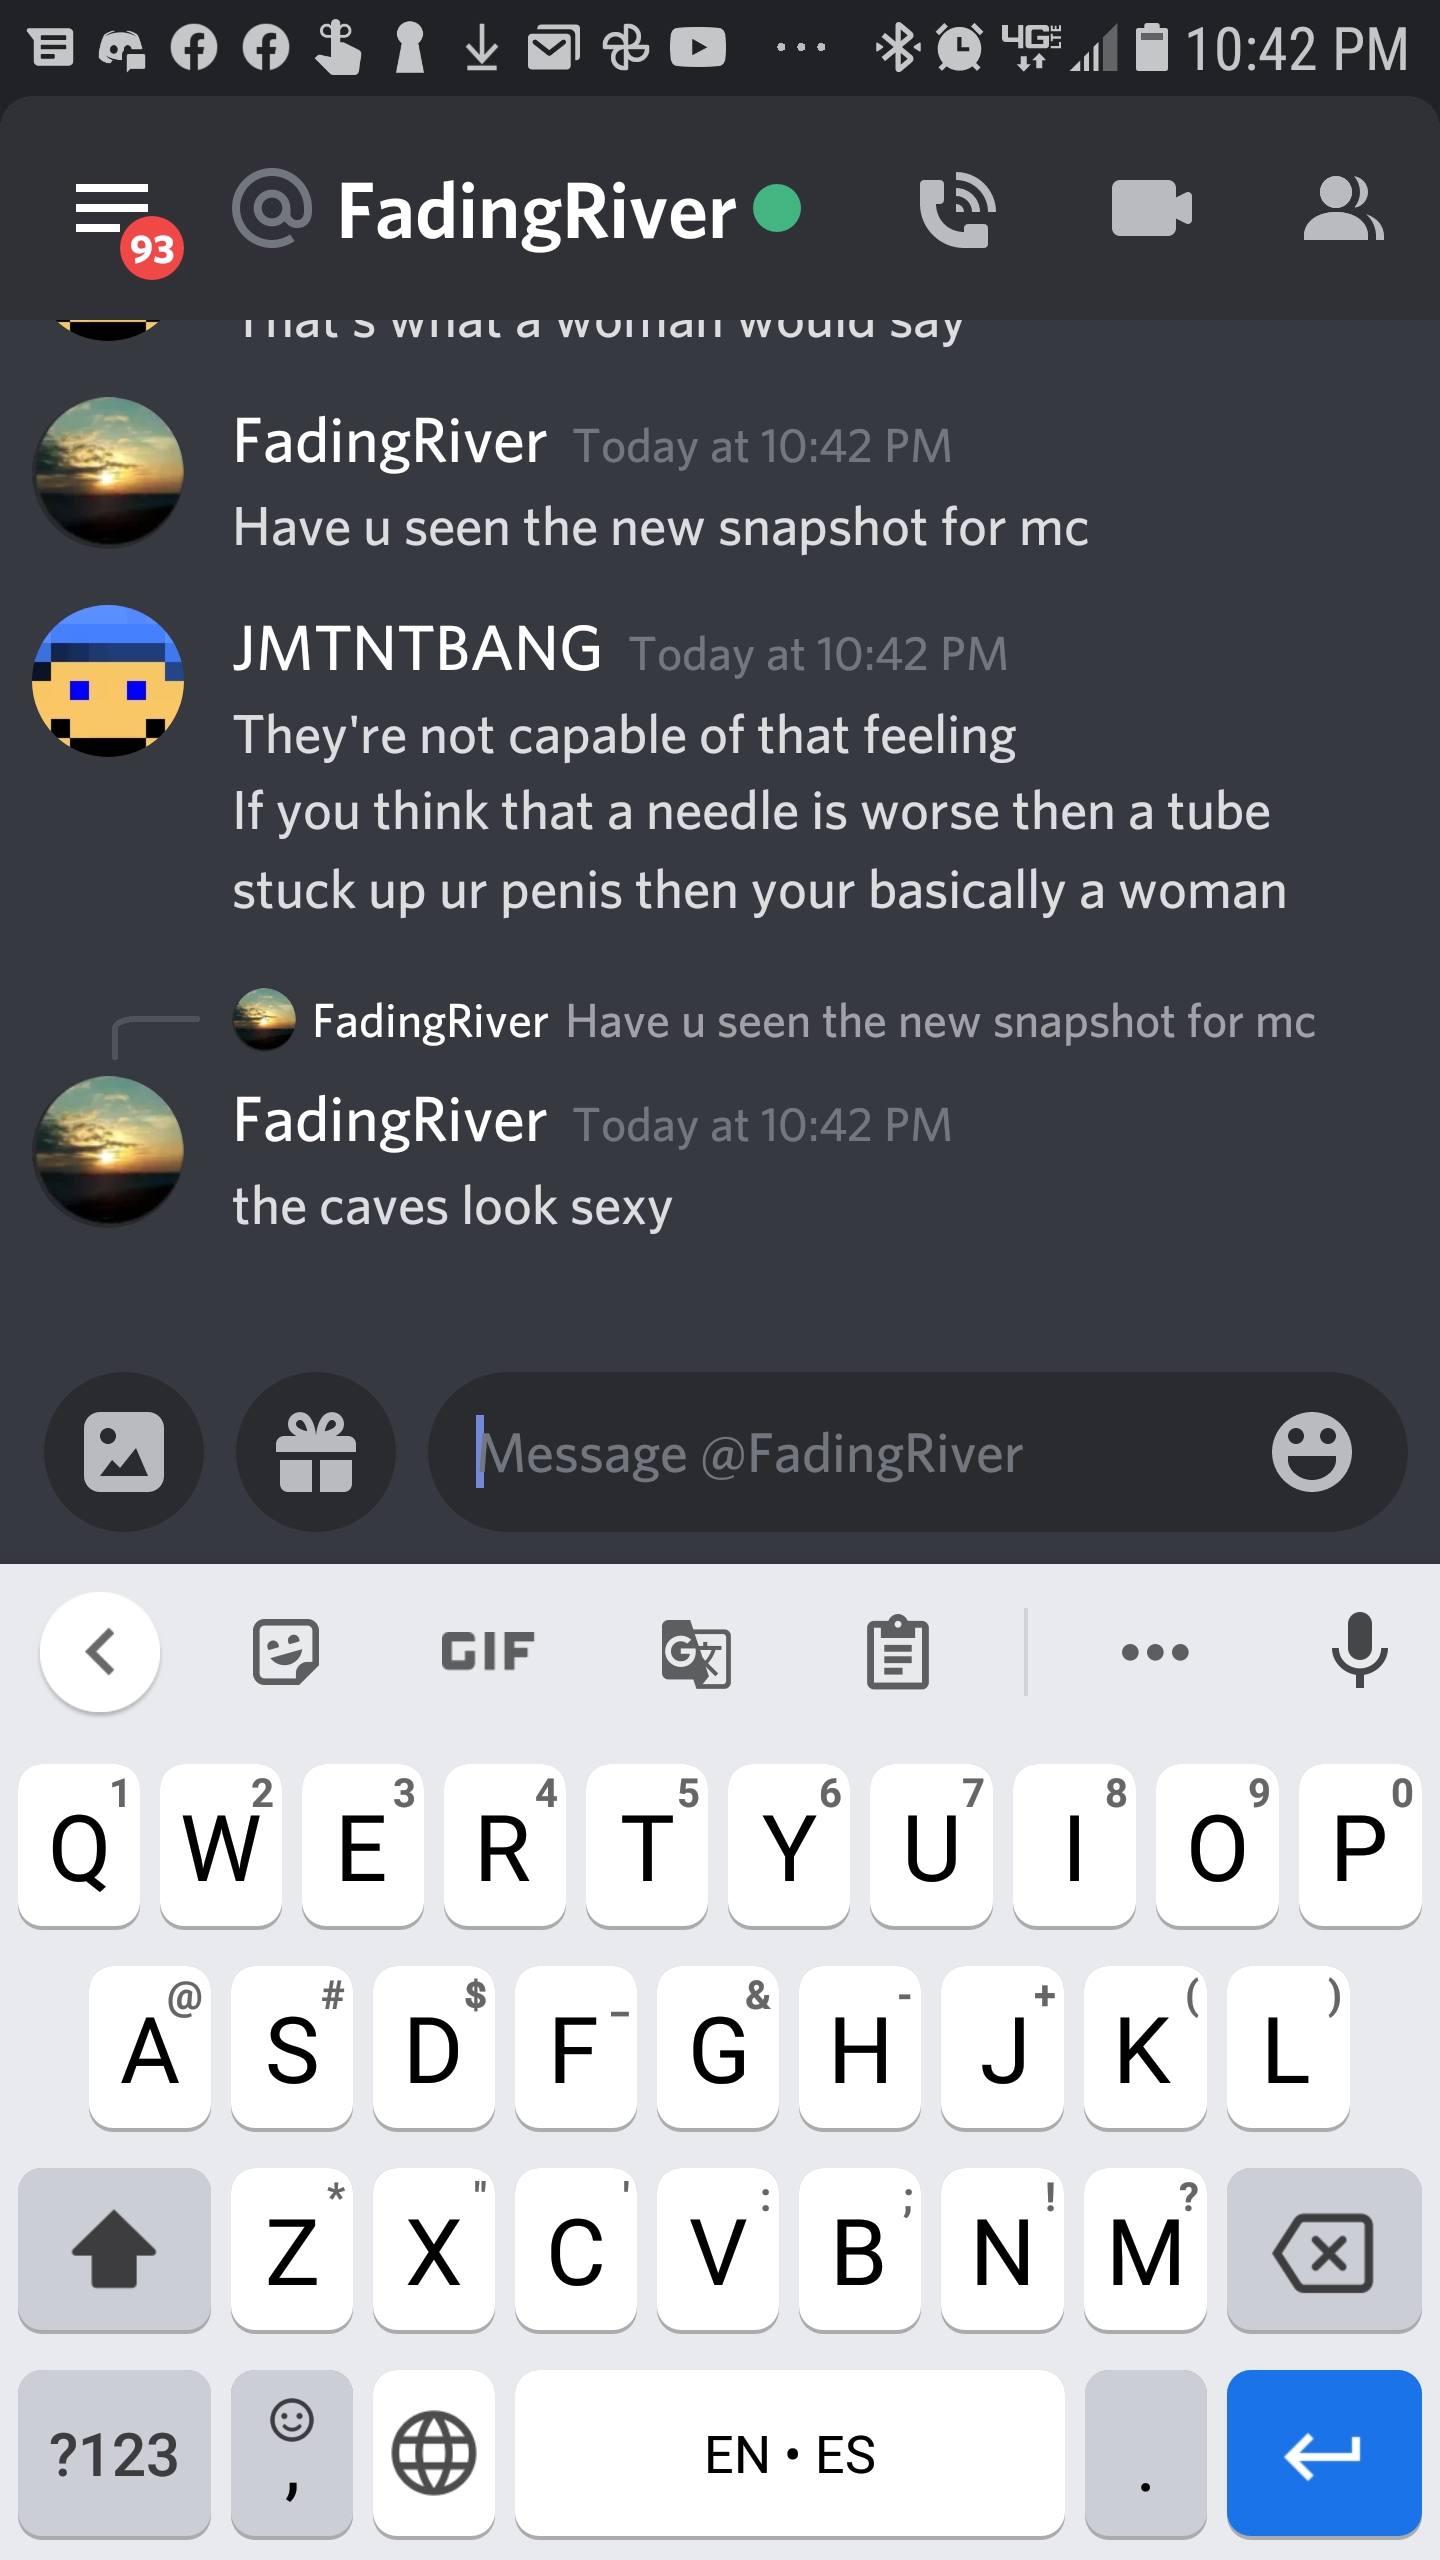 10:42 PM
4G LTE
@ FadingRiver
93
That's what a woman would say
FadingRiver Today at 10:42 PM
Have u seen the new snapshot for mc
JMTNTBANG Today at 10:42 PM
They're not capable of that feeling
If you think that a needle is worse then a tube
stuck up ur penis then your basically a woman
FadingRiver Have u seen the new snapshot for mc
FadingRiver Today at 10:42 PM
the caves look sexy
Message @FadingRiver
GIF
1 2 3 4 5 6 7 8 9 0
Q W E R T Y U I O P
@ # $ _ & - + ( )
A S D F G H J K L
* " ' : ; ! ?
Z X C V B N M
?123 , EN • ES .